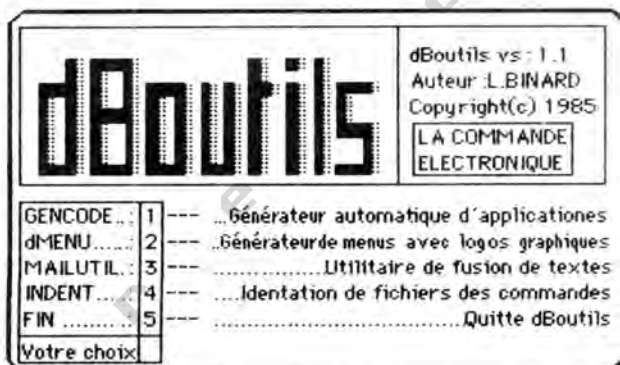 dBoutils
dBoutils vs : 1.1
Auteur :L.BINARD
Copyright(c) 1985
LA COMMANDE
ELECTRONIQUE
GENCODE..: 1 --- ...Générateur automatique d'applicationes
dMENU.....: 2 --- ..Générateurde menus avec logos graphiques
MAILUTIL.: 3 --- .................Utilitaire de fusion de textes
INDENT....: 4 --- ....Identation de fichiers des commandes
FIN .........: 5 --- ...................................Quitte dBoutils
Votre choix